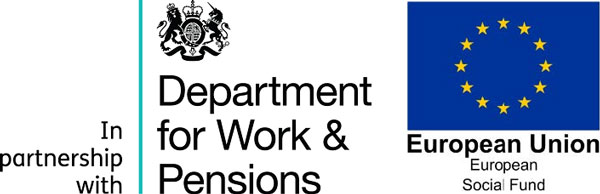 In
partnership
with
Department
for Work &
Pensions
European Union
European
Social Fund